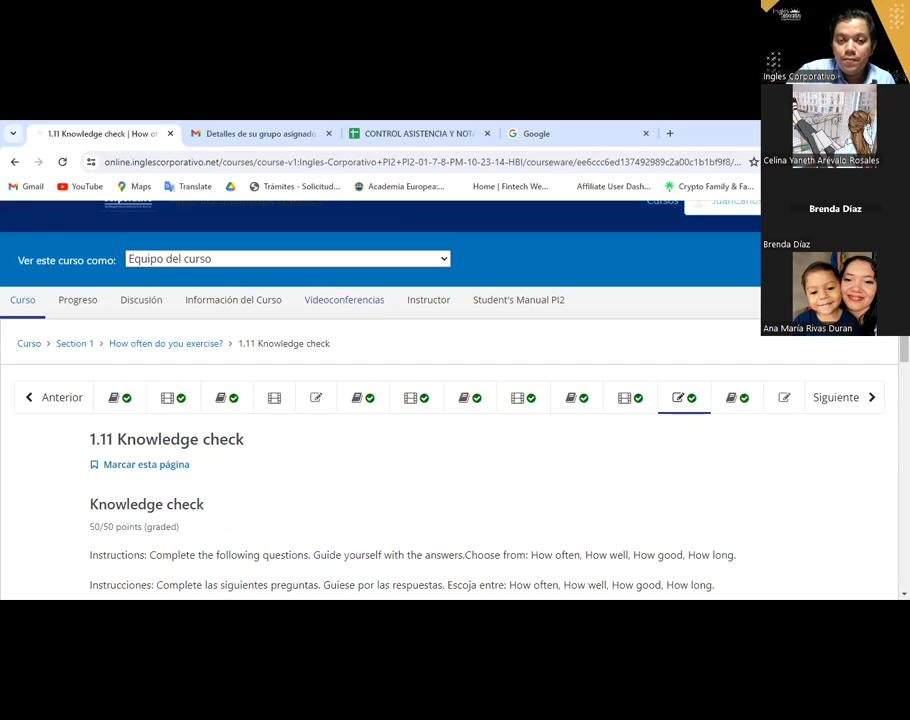 1.11 Knowledge check | How of
Detalles de su grupo asignado
CONTROL ASISTENCIA Y NOTA
Google
online.inglescorporativo.net/courses/course-v1:Ingles-Corporativo+PI2+PI2-01-7-8-PM-10-23-14-HBI/courseware/ee6ccc6ed137492989c2a00c1b1bf9f8/...
Gmail
YouTube
Maps
Translate
Trámites - Solicitud...
Academia Europea:...
Home | Fintech We...
Affiliate User Dash...
Crypto Family & Fa...
Cursos
Ver este curso como:
Equipo del curso
Curso
Progreso
Discusión
Información del Curso
Videoconferencias
Instructor
Student's Manual PI2
Curso > Section 1 > How often do you exercise? > 1.11 Knowledge check
Anterior
Siguiente
1.11 Knowledge check
Marcar esta página
Knowledge check
50/50 points (graded)
Instructions: Complete the following questions. Guide yourself with the answers.Choose from: How often, How well, How good, How long.
Instrucciones: Complete las siguientes preguntas. Guiese por las respuestas. Escoja entre: How often, How well, How good, How long.
Ingles Corporativo
Celina Yaneth Arévalo Rosales
Brenda Díaz
Brenda Díaz
Ana María Rivas Duran